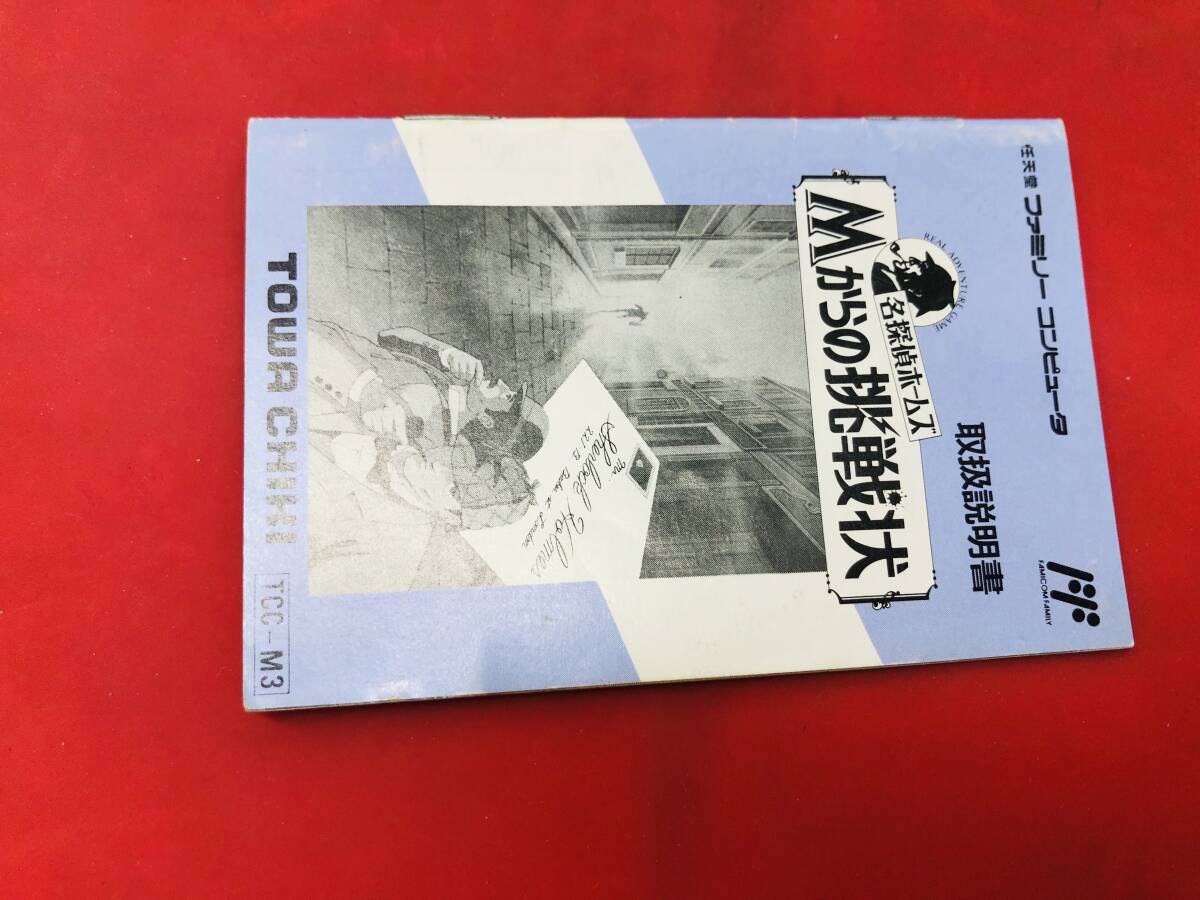 任天堂 ファミリー コンピュータ
FAMICOM FAMILY
取扱説明書
REAL ADVENTURE GAME
名探偵ホームズ
Mからの挑戦状
Mr.
Sherlock Holmes
221 B Baker st
London
TOWA CHIKI
TCC-M3